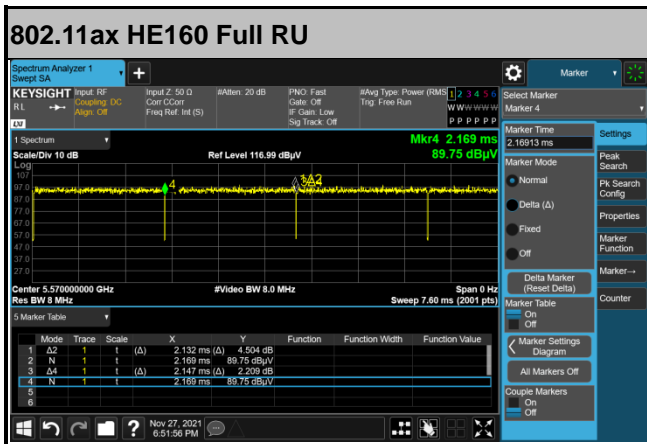 802.11ax HE160 Full RU
Spectrum Analyzer 1
Swept SA
+
Marker
KEYSIGHT
RL
LXI
Input: RF
Coupling: DC
Align: Off
Input Z: 50 Ω
Corr CCorr
Freq Ref: Int (S)
#Atten: 20 dB
PNO: Fast
Gate: Off
IF Gain: Low
Sig Track: Off
#Avg Type: Power (RMS
Trig: Free Run
1 2 3 4 5 6
W W W W W W
P P P P P P
Select Marker
Marker 4
1 Spectrum
Mkr4 2.169 ms
Scale/Div 10 dB
Ref Level 116.99 dBµV
89.75 dBµV
Log
107
97.0
87.0
77.0
67.0
57.0
47.0
37.0
27.0
4
Center 5.570000000 GHz
#Video BW 8.0 MHz
Span 0 Hz
Res BW 8 MHz
Sweep 7.60 ms (2001 pts)
5 Marker Table
Mode Trace Scale X Y Function Function Width Function Value
1 Δ2 1 t (Δ) 2.132 ms (Δ) 4.504 dB
2 N 1 t 2.169 ms 89.75 dBµV
3 Δ4 1 t (Δ) 2.147 ms (Δ) 2.209 dB
4 N 1 t 2.169 ms 89.75 dBµV
5
6
Marker Time
2.16913 ms
Marker Mode
Normal
Delta (Δ)
Fixed
Off
Delta Marker
(Reset Delta)
Marker Table
On
Off
Marker Settings
Diagram
All Markers Off
Couple Markers
On
Off
Settings
Peak
Search
Pk Search
Config
Properties
Marker
Function
Marker→
Counter
?
Nov 27, 2021
6:51:56 PM